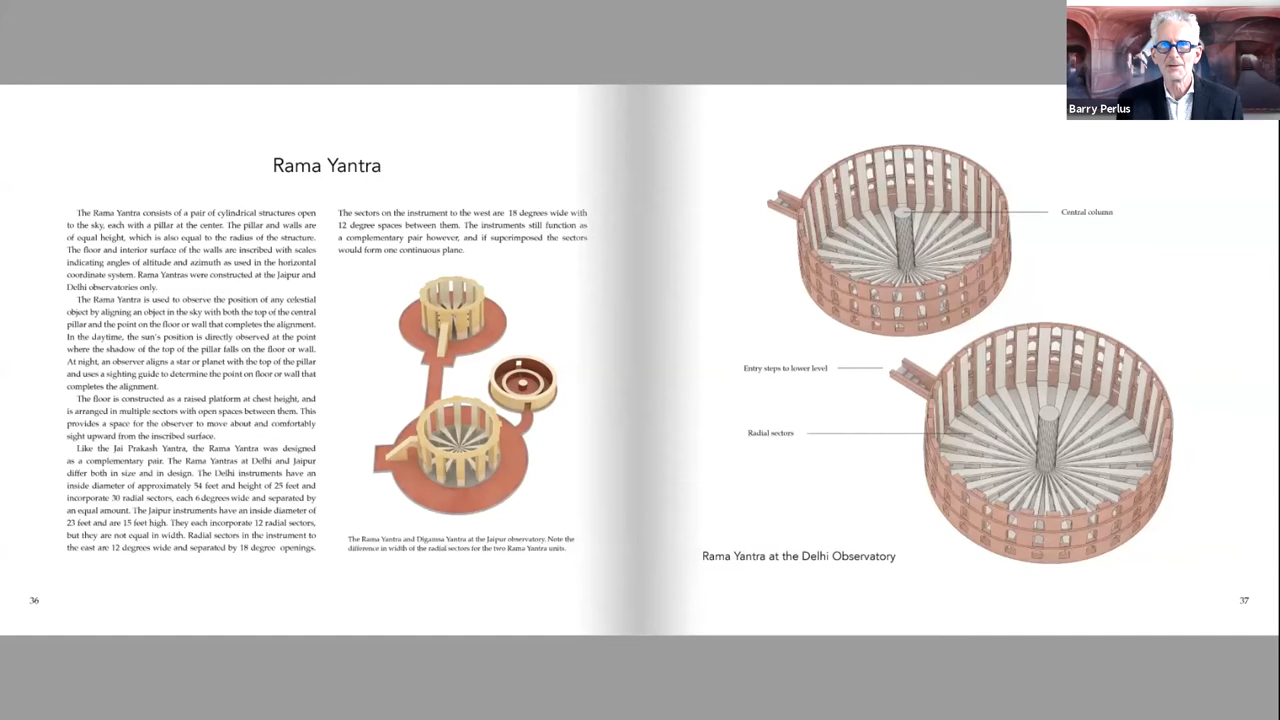 Barry Perlus
Rama Yantra
The Rama Yantra consists of a pair of cylindrical structures open
to the sky, each with a pillar at the center. The pillar and walls are
of equal height, which is also equal to the radius of the structure.
The floor and interior surface of the walls are inscribed with scales
indicating angles of altitude and azimuth as used in the horizontal
coordinate system. Rama Yantras were constructed at the Jaipur and
Delhi observatories only.
The Rama Yantra is used to observe the position of any celestial
object by aligning an object in the sky with both the top of the central
pillar and the point on the floor or wall that completes the alignment.
In the daytime, the sun's position is directly observed at the point
where the shadow of the top of the pillar falls on the floor or wall.
At night, an observer aligns a star or planet with the top of the pillar
and uses a sighting guide to determine the point on floor or wall that
completes the alignment.
The floor is constructed as a raised platform at chest height, and
is arranged in multiple sectors with open spaces between them. This
provides a space for the observer to move about and comfortably
sight upward from the inscribed surface.
Like the Jai Prakash Yantra, the Rama Yantra was designed
as a complementary pair. The Rama Yantras at Delhi and Jaipur
differ both in size and in design. The Delhi instruments have an
inside diameter of approximately 54 feet and height of 25 feet and
incorporate 30 radial sectors, each 6 degrees wide and separated by
an equal amount. The Jaipur instruments have an inside diameter of
23 feet and are 15 feet high. They each incorporate 12 radial sectors,
but they are not equal in width. Radial sectors in the instrument to
the east are 12 degrees wide and separated by 18 degree openings.
The sectors on the instrument to the west are 18 degrees wide with
12 degree spaces between them. The instruments still function as
a complementary pair however, and if superimposed the sectors
would form one continuous plane.
The Rama Yantra and Digamsa Yantra at the Jaipur observatory. Note the
difference in width of the radial sectors for the two Rama Yantra units.
36
Central column
Entry steps to lower level
Radial sectors
Rama Yantra at the Delhi Observatory
37